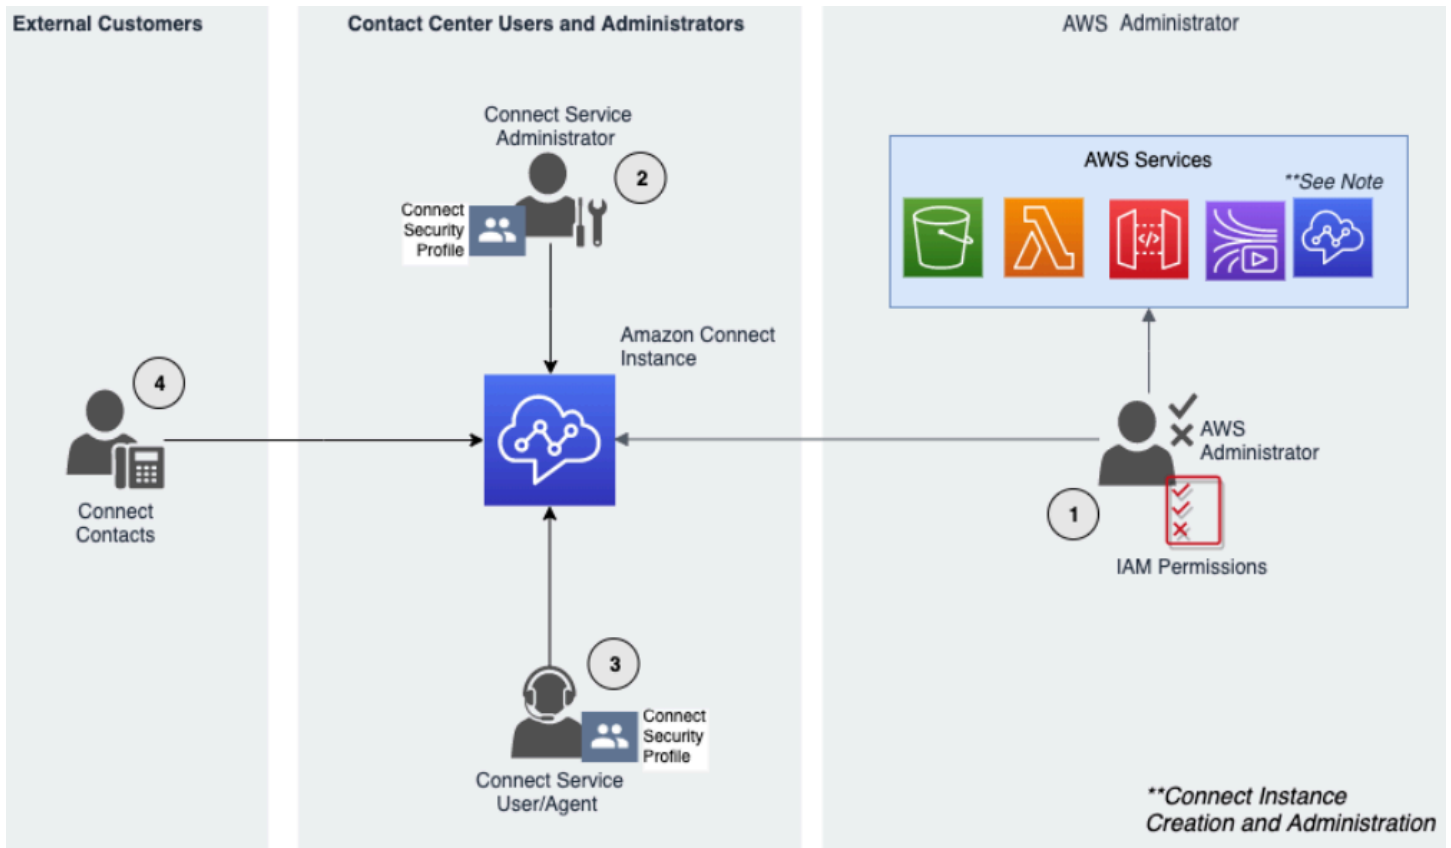 External Customers
Contact Center Users and Administrators
AWS Administrator
Connect Service
Administrator
2
Connect
Security
Profile
AWS Services
**See Note
</>
Amazon Connect
Instance
4
Connect
Contacts
AWS
Administrator
1
IAM Permissions
3
Connect
Security
Profile
Connect Service
User/Agent
**Connect Instance
Creation and Administration